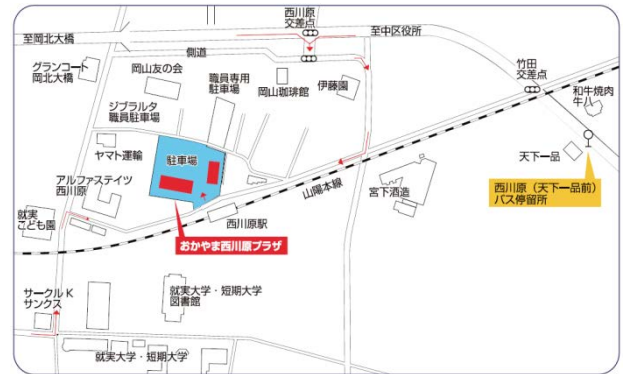 西川原
交差点
至岡北大橋
至中区役所
側道
グランコート
岡北大橋
岡山友の会
職員専用
駐車場
岡山珈琲館
伊藤園
竹田
交差点
和牛焼肉
牛八
ジブラルタ
職員駐車場
ヤマト運輸
駐車場
天下一品
アルファステイツ
西川原
山陽本線
宮下酒造
西川原（天下一品前）
バス停留所
就実
こども園
西川原駅
おかやま西川原プラザ
サークルK
サンクス
就実大学・短期大学
図書館
就実大学・短期大学